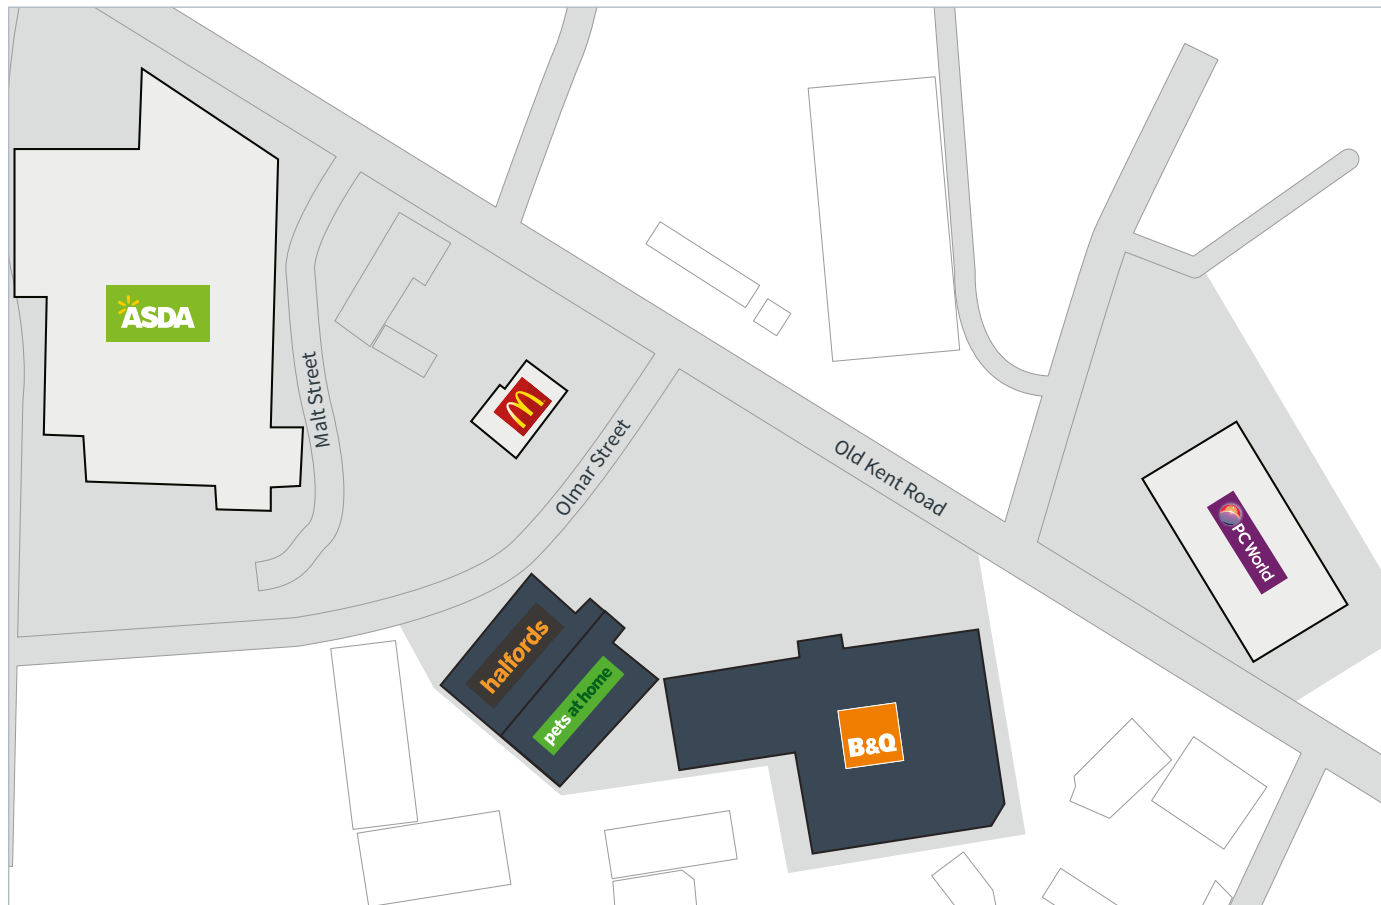 ASDA
Malt Street
Olmar Street
Old Kent Road
PC World
halfords
pets at home
B&Q